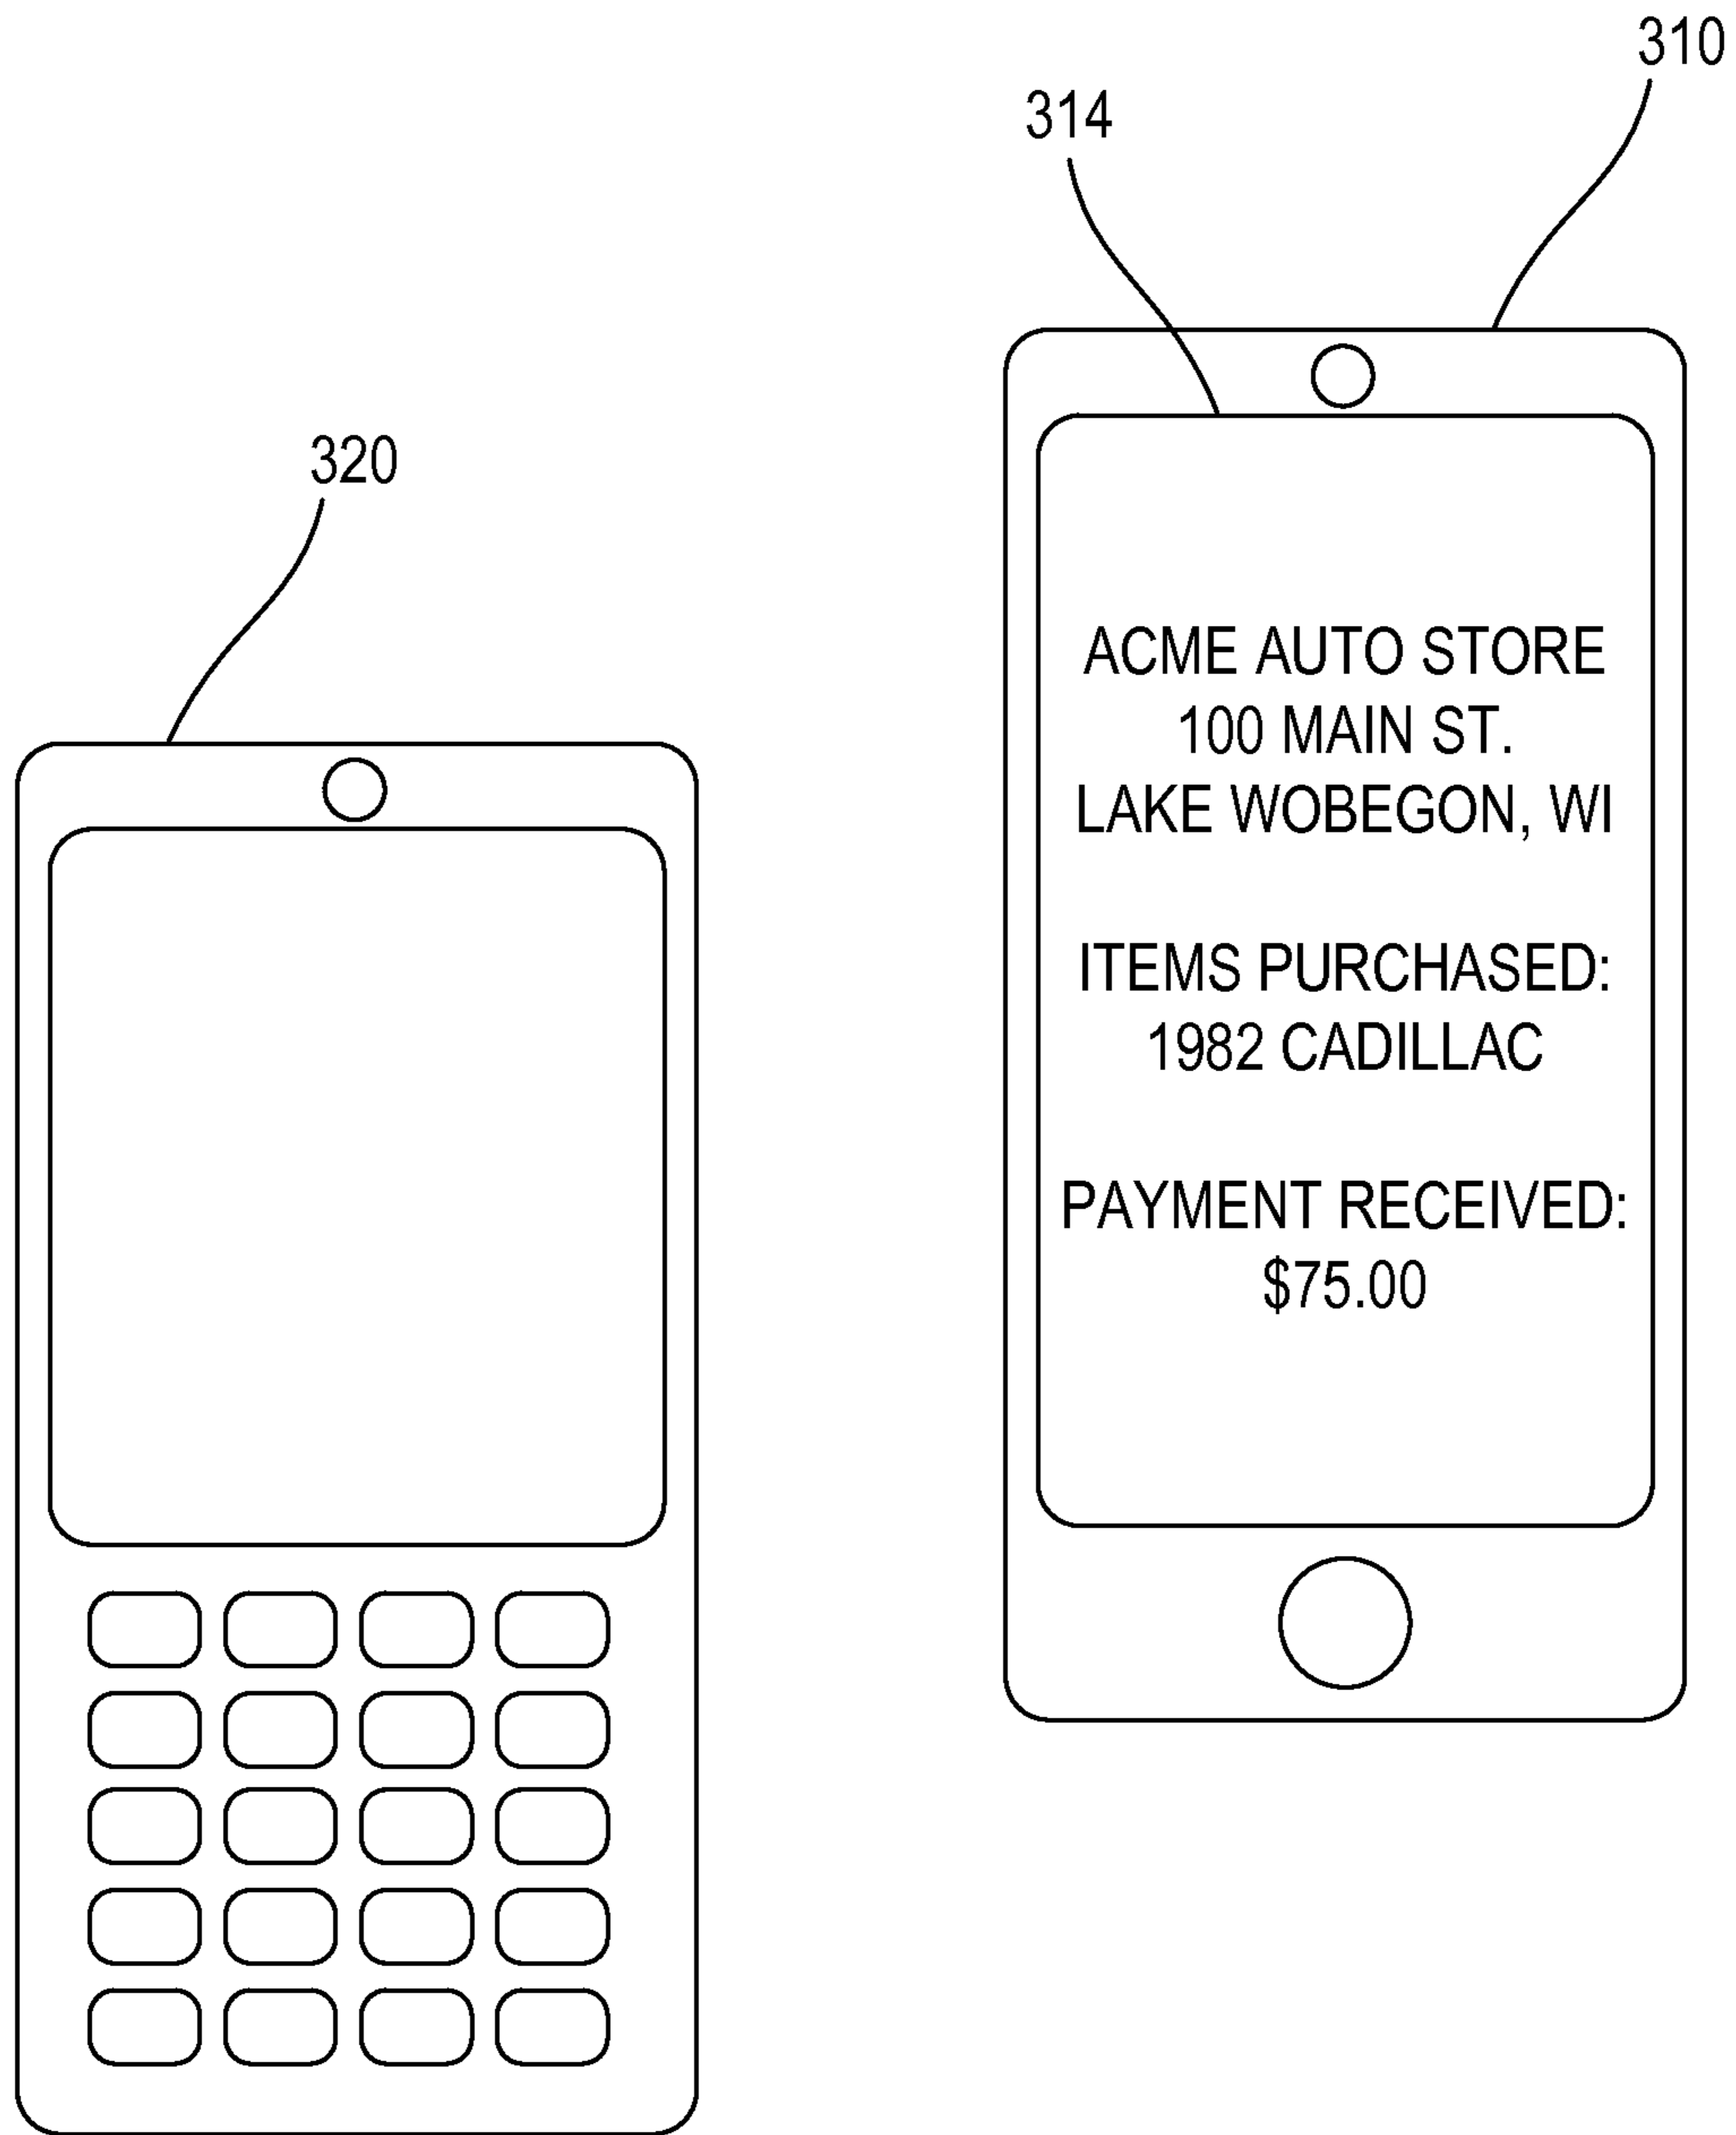 310
314
320
ACME AUTO STORE
100 MAIN ST.
LAKE WOBEGON, WI
ITEMS PURCHASED:
1982 CADILLAC
PAYMENT RECEIVED:
$75.00